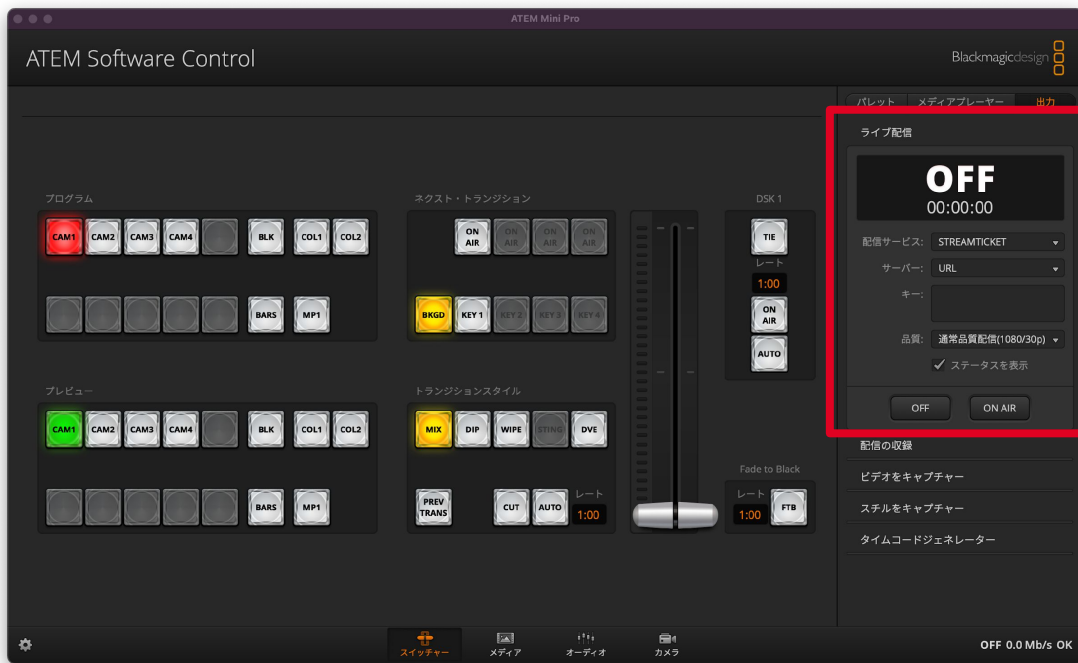 ATEM Mini Pro
ATEM Software Control
Blackmagicdesign
パレット メディアプレーヤー 出力
ライブ配信
OFF
00:00:00
配信サービス: STREAMTICKET
サーバー: URL
キー:
品質: 通常品質配信(1080/30p)
ステータスを表示
OFF ON AIR
配信の収録
ビデオをキャプチャー
スチルをキャプチャー
タイムコードジェネレーター
プログラム
CAM1 CAM2 CAM3 CAM4 BLK COL1 COL2
BARS MP1
プレビュー
CAM1 CAM2 CAM3 CAM4 BLK COL1 COL2
BARS MP1
ネクスト・トランジション
ON AIR ON AIR ON AIR ON AIR
BKGD KEY 1 KEY 2 KEY 3 KEY 4
トランジションスタイル
MIX DIP WIPE STING DVE
PREV TRANS CUT AUTO レート 1:00
DSK 1
TIE
レート
1:00
ON AIR
AUTO
Fade to Black
レート
1:00 FTB
スイッチャー メディア オーディオ カメラ
OFF 0.0 Mb/s OK